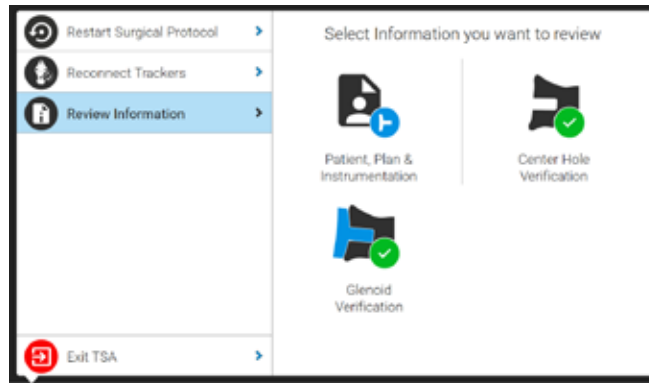 Restart Surgical Protocol
Reconnect Trackers
Review Information
Exit TSA
Select Information you want to review
Patient, Plan &
Instrumentation
Center Hole
Verification
Glenoid
Verification